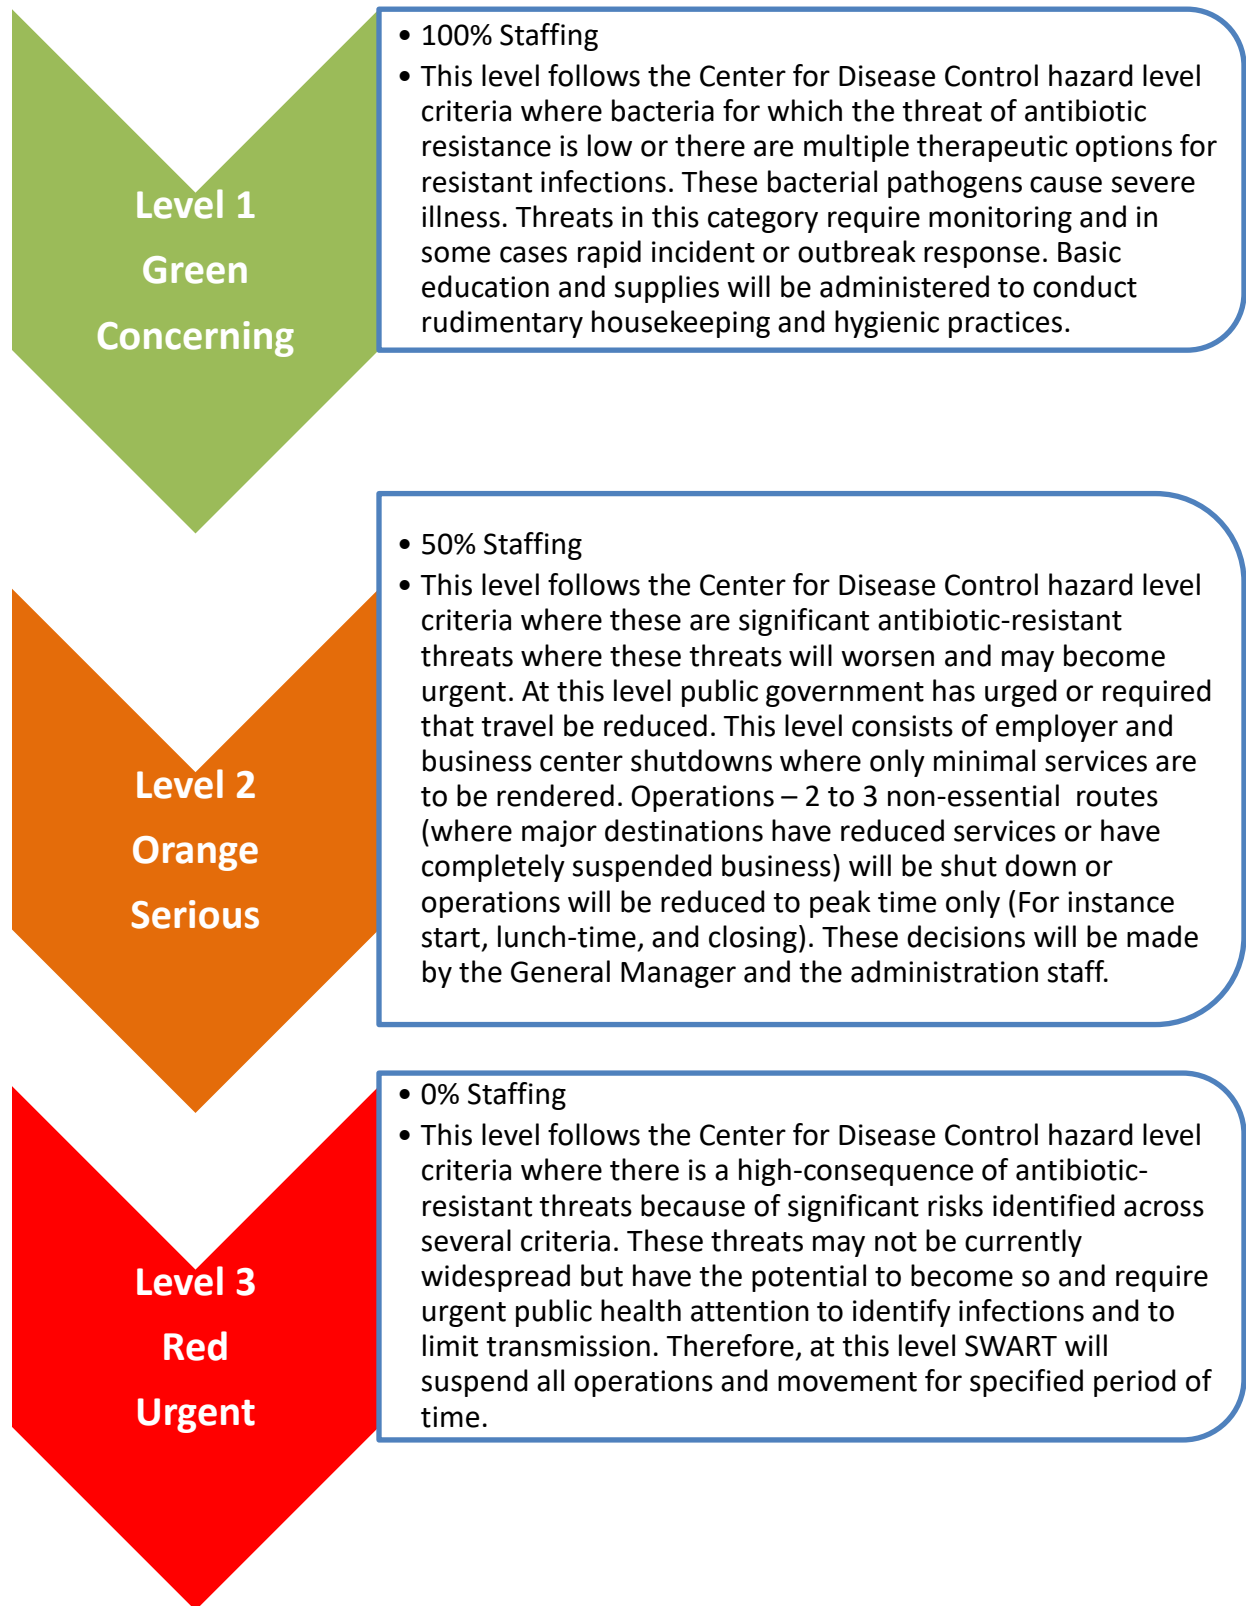 Level 1
Green
Concerning
• 100% Staffing
• This level follows the Center for Disease Control hazard level
criteria where bacteria for which the threat of antibiotic
resistance is low or there are multiple therapeutic options for
resistant infections. These bacterial pathogens cause severe
illness. Threats in this category require monitoring and in
some cases rapid incident or outbreak response. Basic
education and supplies will be administered to conduct
rudimentary housekeeping and hygienic practices.
Level 2
Orange
Serious
• 50% Staffing
• This level follows the Center for Disease Control hazard level
criteria where these are significant antibiotic-resistant
threats where these threats will worsen and may become
urgent. At this level public government has urged or required
that travel be reduced. This level consists of employer and
business center shutdowns where only minimal services are
to be rendered. Operations – 2 to 3 non-essential  routes
(where major destinations have reduced services or have
completely suspended business) will be shut down or
operations will be reduced to peak time only (For instance
start, lunch-time, and closing). These decisions will be made
by the General Manager and the administration staff.
Level 3
Red
Urgent
• 0% Staffing
• This level follows the Center for Disease Control hazard level
criteria where there is a high-consequence of antibiotic-
resistant threats because of significant risks identified across
several criteria. These threats may not be currently
widespread but have the potential to become so and require
urgent public health attention to identify infections and to
limit transmission. Therefore, at this level SWART will
suspend all operations and movement for specified period of
time.